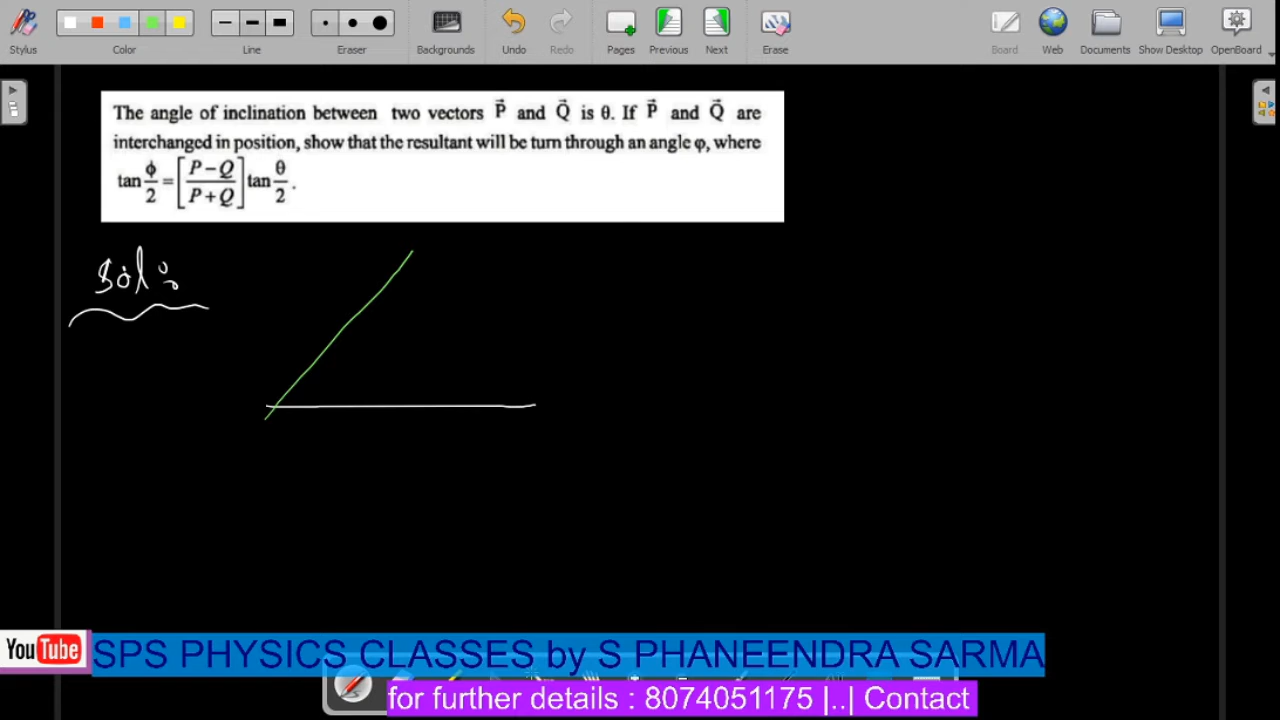 Stylus Color Line Eraser Backgrounds Undo Redo Pages Previous Next Erase Board Web Documents Show Desktop OpenBoard
The angle of inclination between two vectors P⃗ and Q⃗ is θ. If P⃗ and Q⃗ are
interchanged in position, show that the resultant will be turn through an angle φ, where
tan ϕ/2 = [P − Q / P + Q] tan θ/2 .
Sol:
YouTube SPS PHYSICS CLASSES by S PHANEENDRA SARMA
for further details : 8074051175 |..| Contact